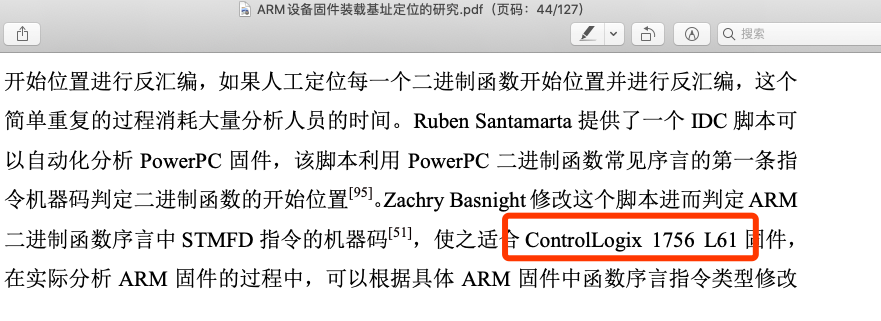 ARM设备固件装载基址定位的研究.pdf（页码：44/127）
搜索
开始位置进行反汇编，如果人工定位每一个二进制函数开始位置并进行反汇编，这个
简单重复的过程消耗大量分析人员的时间。Ruben Santamarta 提供了一个 IDC 脚本可
以自动化分析 PowerPC 固件，该脚本利用 PowerPC 二进制函数常见序言的第一条指
令机器码判定二进制函数的开始位置[95]。Zachry Basnight 修改这个脚本进而判定 ARM
二进制函数序言中 STMFD 指令的机器码[51]，使之适合 ControlLogix 1756 L61 固件，
在实际分析 ARM 固件的过程中，可以根据具体 ARM 固件中函数序言指令类型修改